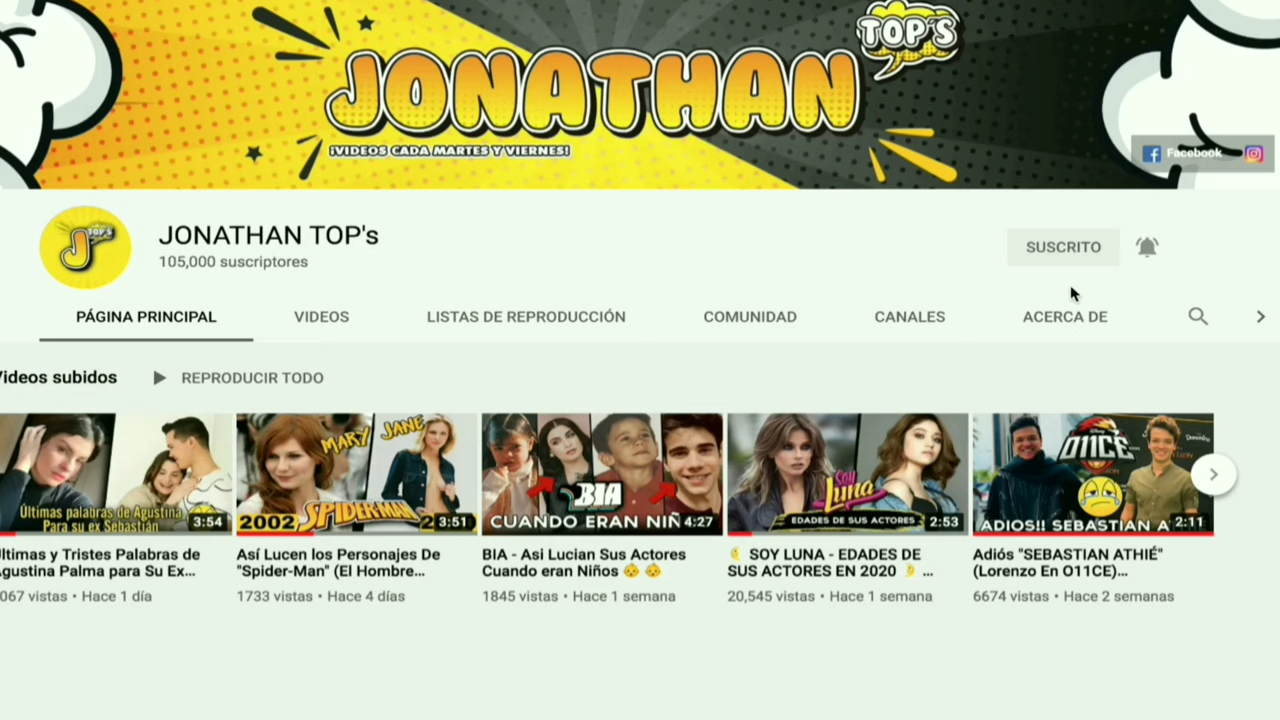 JONATHAN
TOP'S
¡VIDEOS CADA MARTES Y VIERNES!
Facebook
JONATHAN TOP's
105,000 suscriptores
SUSCRITO
PÁGINA PRINCIPAL
VIDEOS
LISTAS DE REPRODUCCIÓN
COMUNIDAD
CANALES
ACERCA DE
Videos subidos
REPRODUCIR TODO
Últimas palabras de Agustina
Para su ex Sebastián
3:54
MARY JANE
2002
SPIDERMAN
3:51
BIA
CUANDO ERAN NIÑ
4:27
SOY
Luna
EDADES DE SUS ACTORES
2:53
O11CE
ADIOS!! SEBASTIAN A
2:11
ltimas y Tristes Palabras de
Agustina Palma para Su Ex...
067 vistas • Hace 1 día
Así Lucen los Personajes De
"Spider-Man" (El Hombre...
1733 vistas • Hace 4 días
BIA - Asi Lucian Sus Actores
Cuando eran Niños 👶 👶
1845 vistas • Hace 1 semana
🌜 SOY LUNA - EDADES DE
SUS ACTORES EN 2020 🌛 ...
20,545 vistas • Hace 1 semana
Adiós "SEBASTIAN ATHIÉ"
(Lorenzo En O11CE)...
6674 vistas • Hace 2 semanas